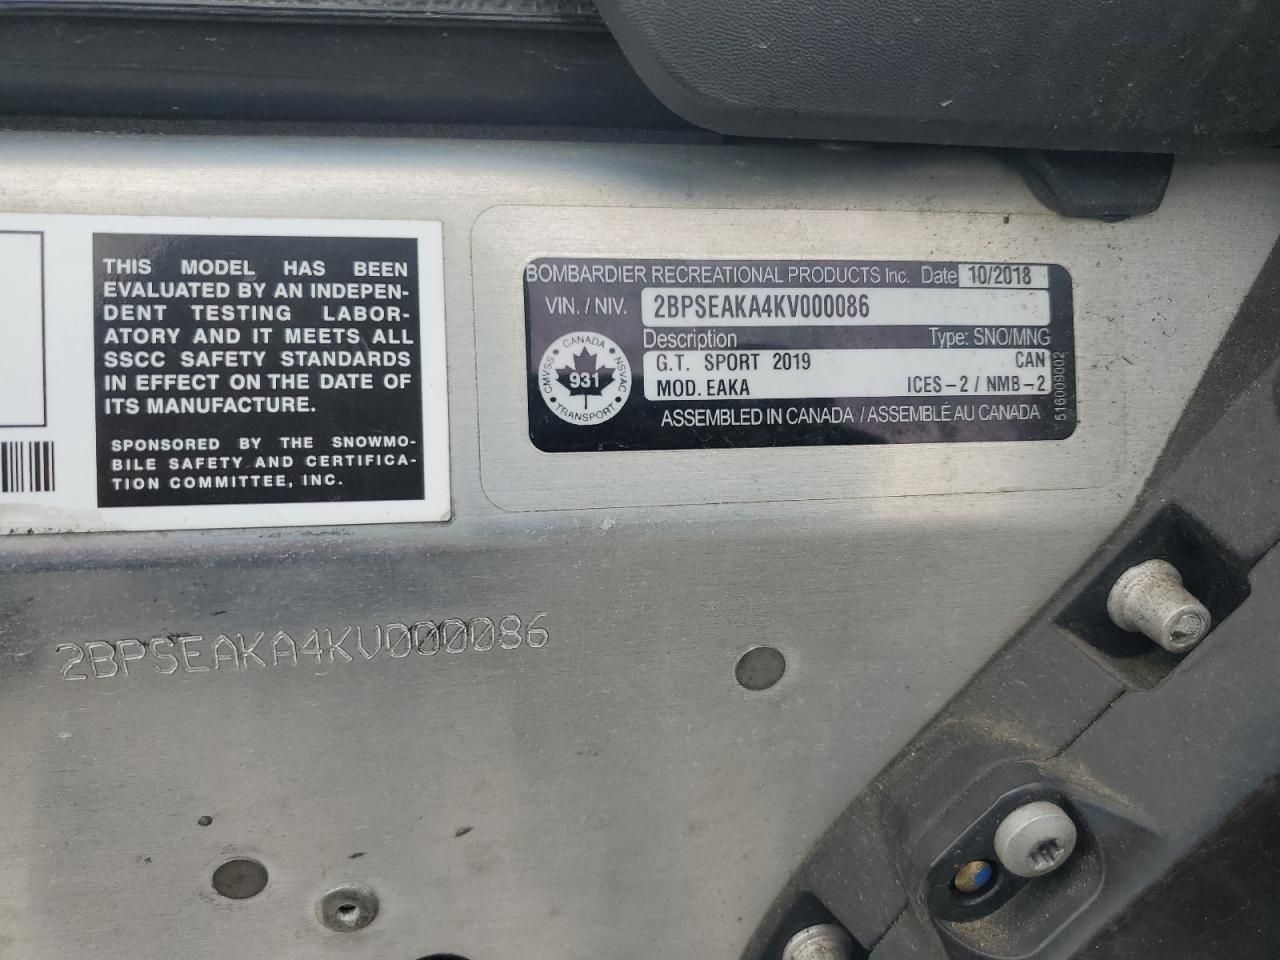 THIS MODEL HAS BEEN
EVALUATED BY AN INDEPEN-
DENT TESTING LABOR-
ATORY AND IT MEETS ALL
SSCC SAFETY STANDARDS
IN EFFECT ON THE DATE OF
ITS MANUFACTURE.
SPONSORED BY THE SNOWMO-
BILE SAFETY AND CERTIFICA-
TION COMMITTEE, INC.
BOMBARDIER RECREATIONAL PRODUCTS Inc. Date 10/2018
VIN. / NIV. 2BPSEAKA4KV000086
Description Type: SNO/MNG
G.T. SPORT 2019 CAN
MOD. EAKA ICES-2 / NMB-2
ASSEMBLED IN CANADA / ASSEMBLÉ AU CANADA
516009002
CANADA
CMVSS 931 NSVAC
TRANSPORT
2BPSEAKA4KV000086